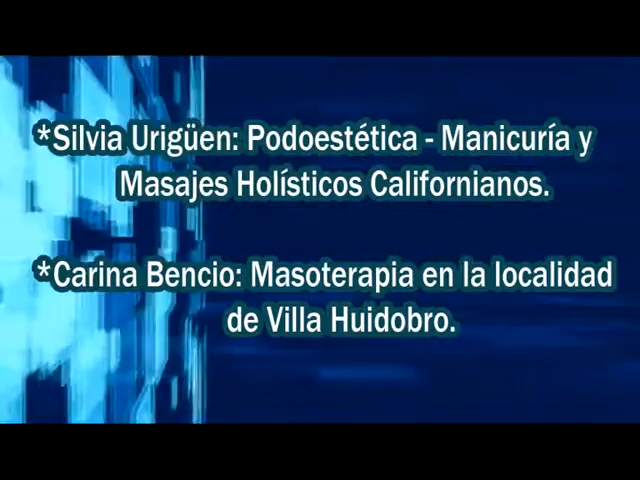 *Silvia Urigüen: Podoestética - Manicuría y
Masajes Holísticos Californianos.
*Carina Bencio: Masoterapia en la localidad
de Villa Huidobro.